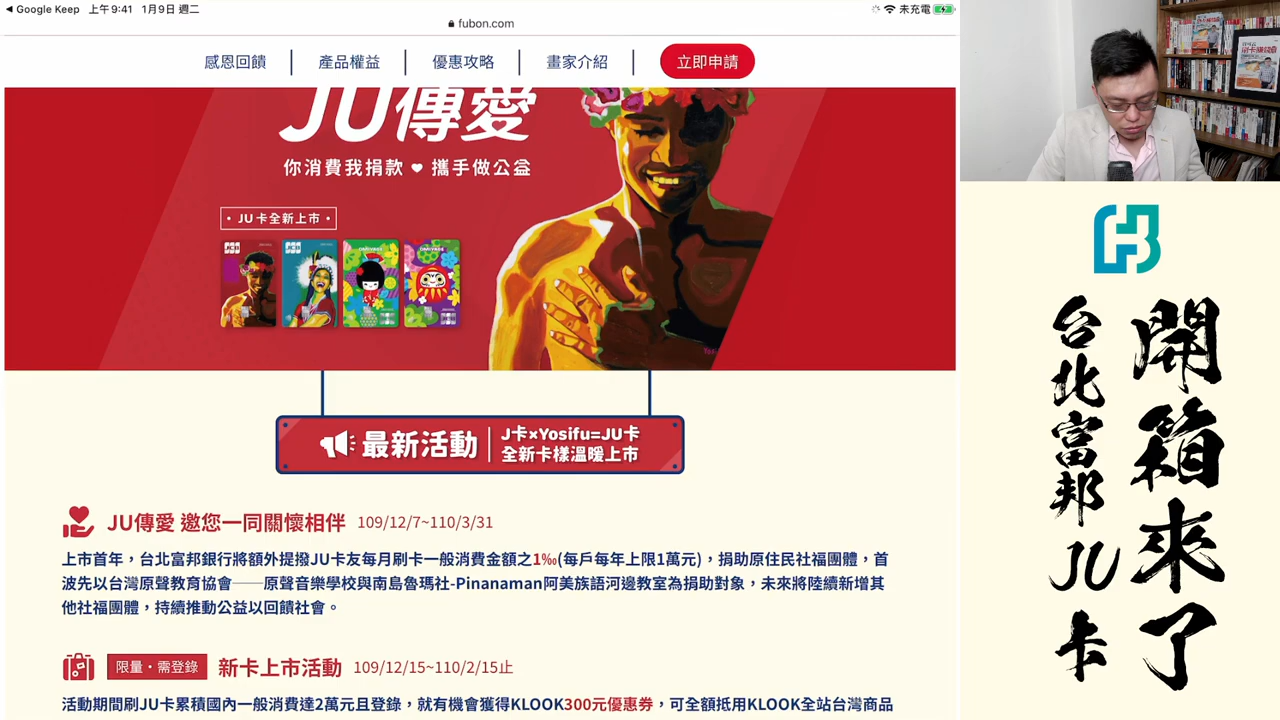 Google Keep 上午9:41 1月9日 週二
未充電
fubon.com
感恩回饋
產品權益
優惠攻略
畫家介紹
立即申請
JU傳愛
你消費我捐款 ♥ 攜手做公益
• JU卡全新上市 •
最新活動
J卡×Yosifu=JU卡
全新卡樣溫暖上市
JU傳愛 邀您一同關懷相伴 109/12/7~110/3/31
上市首年，台北富邦銀行將額外提撥JU卡友每月刷卡一般消費金額之1‰(每戶每年上限1萬元)，捐助原住民社福團體，首
波先以台灣原聲教育協會──原聲音樂學校與南島魯瑪社-Pinanaman阿美族語河邊教室為捐助對象，未來將陸續新增其
他社福團體，持續推動公益以回饋社會。
限量・需登錄 新卡上市活動 109/12/15~110/2/15止
活動期間刷JU卡累積國內一般消費達2萬元且登錄，就有機會獲得KLOOK300元優惠券，可全額抵用KLOOK全站台灣商品
開箱來了
台北富邦JU卡